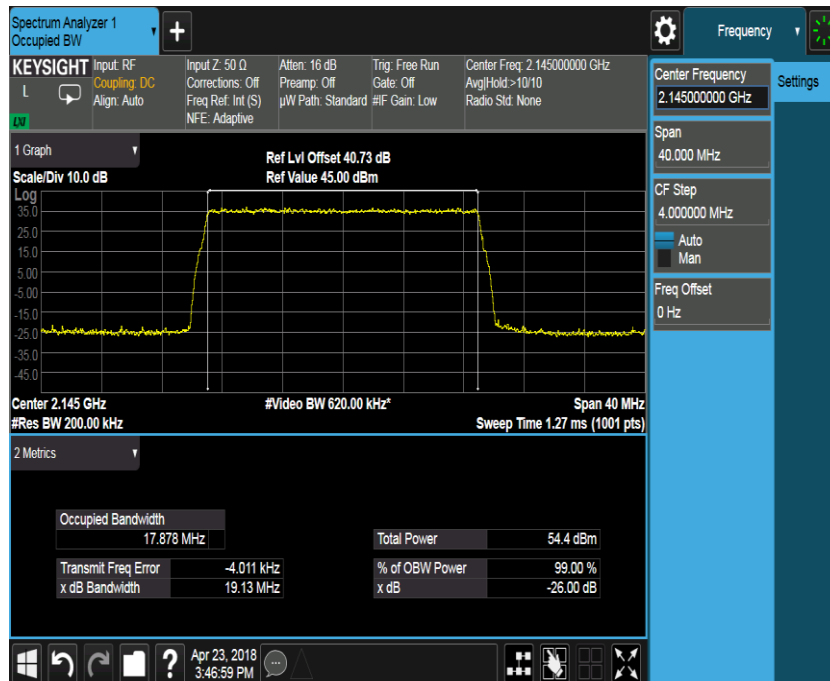 Spectrum Analyzer 1
Occupied BW
+
Frequency
KEYSIGHT
L
LXI
Input: RF
Coupling: DC
Align: Auto
Input Z: 50 Ω
Corrections: Off
Freq Ref: Int (S)
NFE: Adaptive
Atten: 16 dB
Preamp: Off
µW Path: Standard
Trig: Free Run
Gate: Off
#IF Gain: Low
Center Freq: 2.145000000 GHz
Avg|Hold:>10/10
Radio Std: None
Center Frequency
2.145000000 GHz
Settings
Span
40.000 MHz
CF Step
4.000000 MHz
Auto
Man
Freq Offset
0 Hz
1 Graph
Scale/Div 10.0 dB
Ref Lvl Offset 40.73 dB
Ref Value 45.00 dBm
Log
35.0
25.0
15.0
5.00
-5.00
-15.0
-25.0
-35.0
-45.0
Center 2.145 GHz
#Video BW 620.00 kHz*
Span 40 MHz
#Res BW 200.00 kHz
Sweep Time 1.27 ms (1001 pts)
2 Metrics
Occupied Bandwidth
17.878 MHz
Total Power 54.4 dBm
Transmit Freq Error -4.011 kHz
% of OBW Power 99.00 %
x dB Bandwidth 19.13 MHz
x dB -26.00 dB
?
Apr 23, 2018
3:46:59 PM